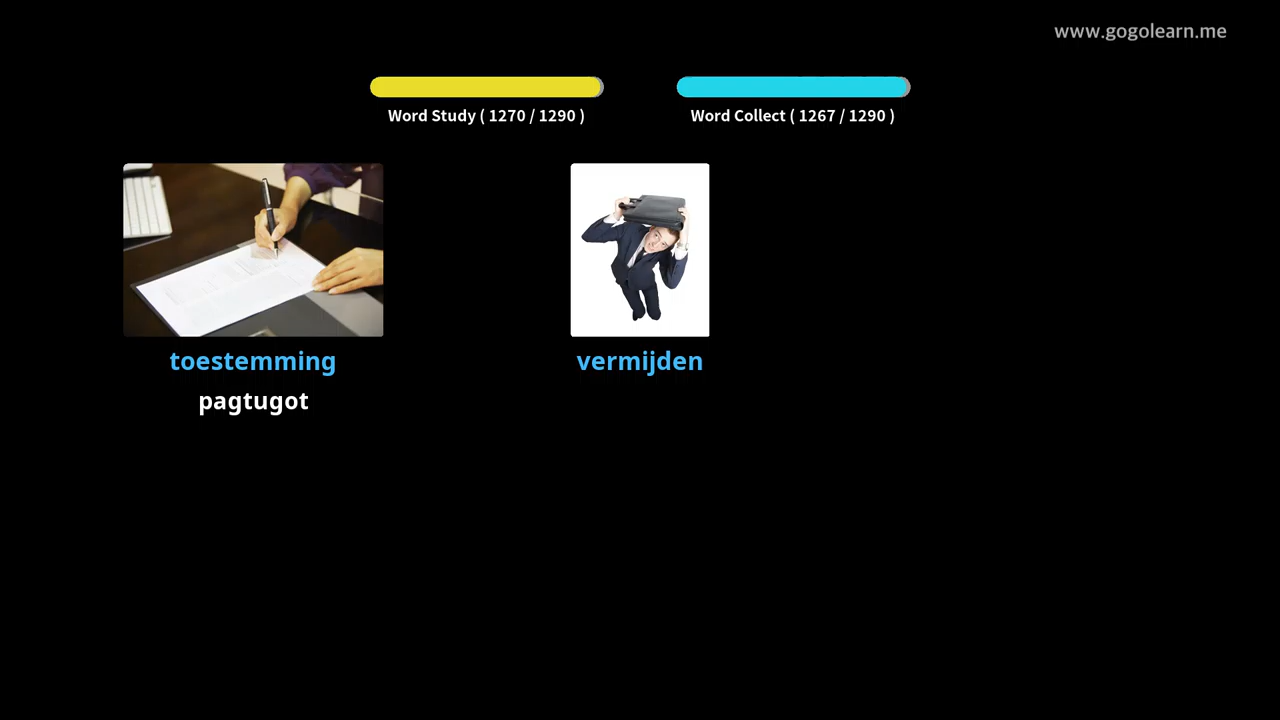 www.gogolearn.me
Word Study ( 1270 / 1290 )
Word Collect ( 1267 / 1290 )
toestemming
vermijden
pagtugot